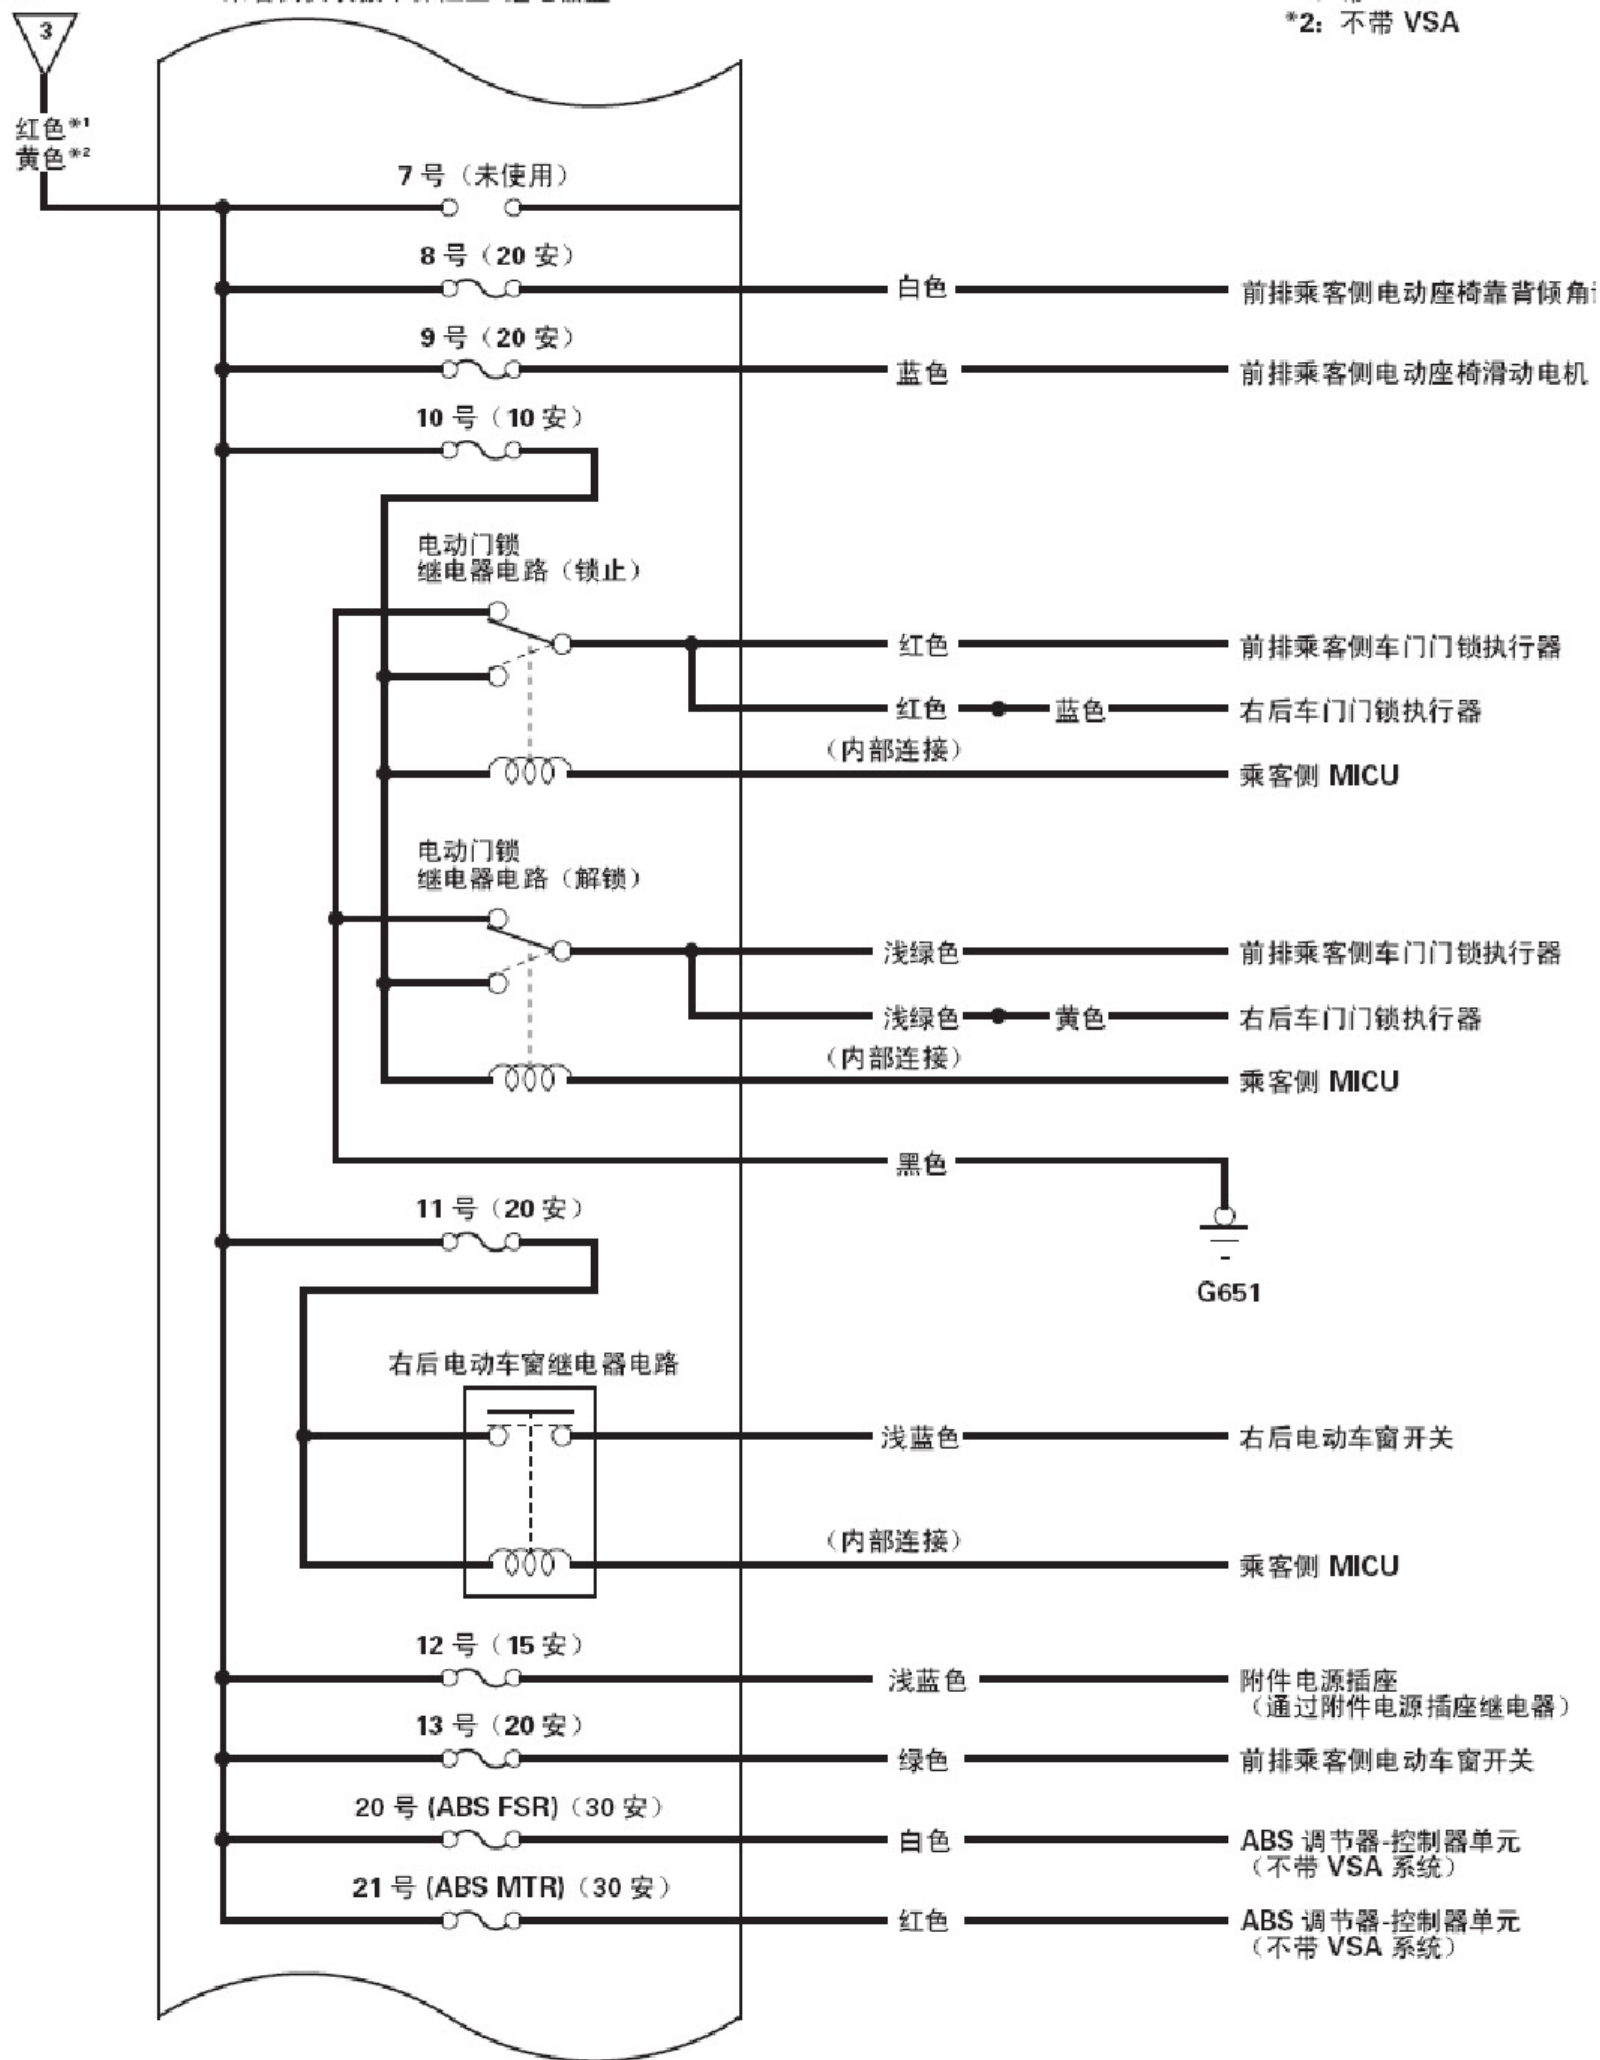 *2：不带 VSA
3
红色*1
黄色*2
7 号（未使用）
8 号（20 安）
白色
前排乘客侧电动座椅靠背倾角
9 号（20 安）
蓝色
前排乘客侧电动座椅滑动电机
10 号（10 安）
电动门锁
继电器电路（锁止）
红色
前排乘客侧车门门锁执行器
红色
蓝色
右后车门门锁执行器
（内部连接）
乘客侧 MICU
电动门锁
继电器电路（解锁）
浅绿色
前排乘客侧车门门锁执行器
浅绿色
黄色
右后车门门锁执行器
（内部连接）
乘客侧 MICU
黑色
11 号（20 安）
G651
右后电动车窗继电器电路
浅蓝色
右后电动车窗开关
（内部连接）
乘客侧 MICU
12 号（15 安）
浅蓝色
附件电源插座
（通过附件电源插座继电器）
13 号（20 安）
绿色
前排乘客侧电动车窗开关
20 号 (ABS FSR)（30 安）
白色
ABS 调节器-控制器单元
（不带 VSA 系统）
21 号 (ABS MTR)（30 安）
红色
ABS 调节器-控制器单元
（不带 VSA 系统）